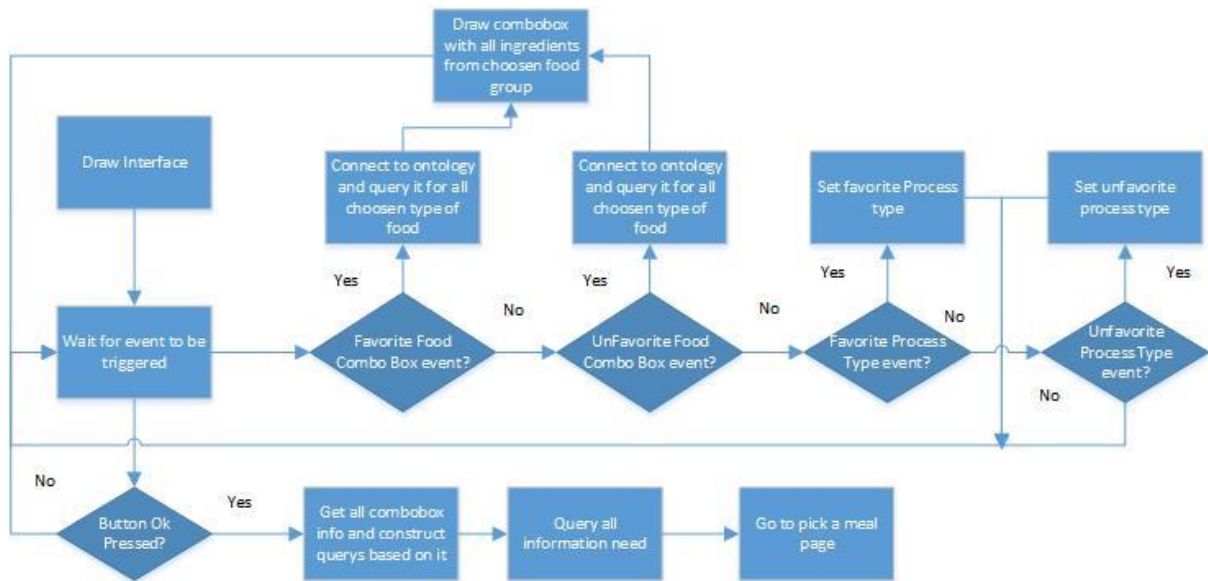 Draw combobox
with all ingredients
from choosen food
group
Draw Interface
Connect to ontology
and query it for all
choosen type of
food
Connect to ontology
and query it for all
choosen type of
food
Set favorite Process
type
Set unfavorite
process type
Yes
Yes
Yes
Yes
Wait for event to be
triggered
Favorite Food
Combo Box event?
No
UnFavorite Food
Combo Box event?
No
Favorite Process
Type event?
No
Unfavorite
Process Type
event?
No
No
Button Ok
Pressed?
Yes
Get all combobox
info and construct
querys based on it
Query all
information need
Go to pick a meal
page